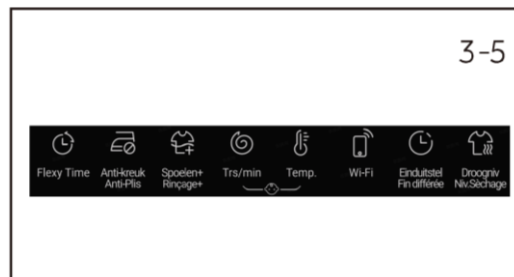 3-5
Flexy Time Anti-kreuk Spoelen+ Trs/min Temp. Wi-Fi Einduitstel Droogniv
Anti-Plis Rinçage+ Fin différée Niv.Sèchage